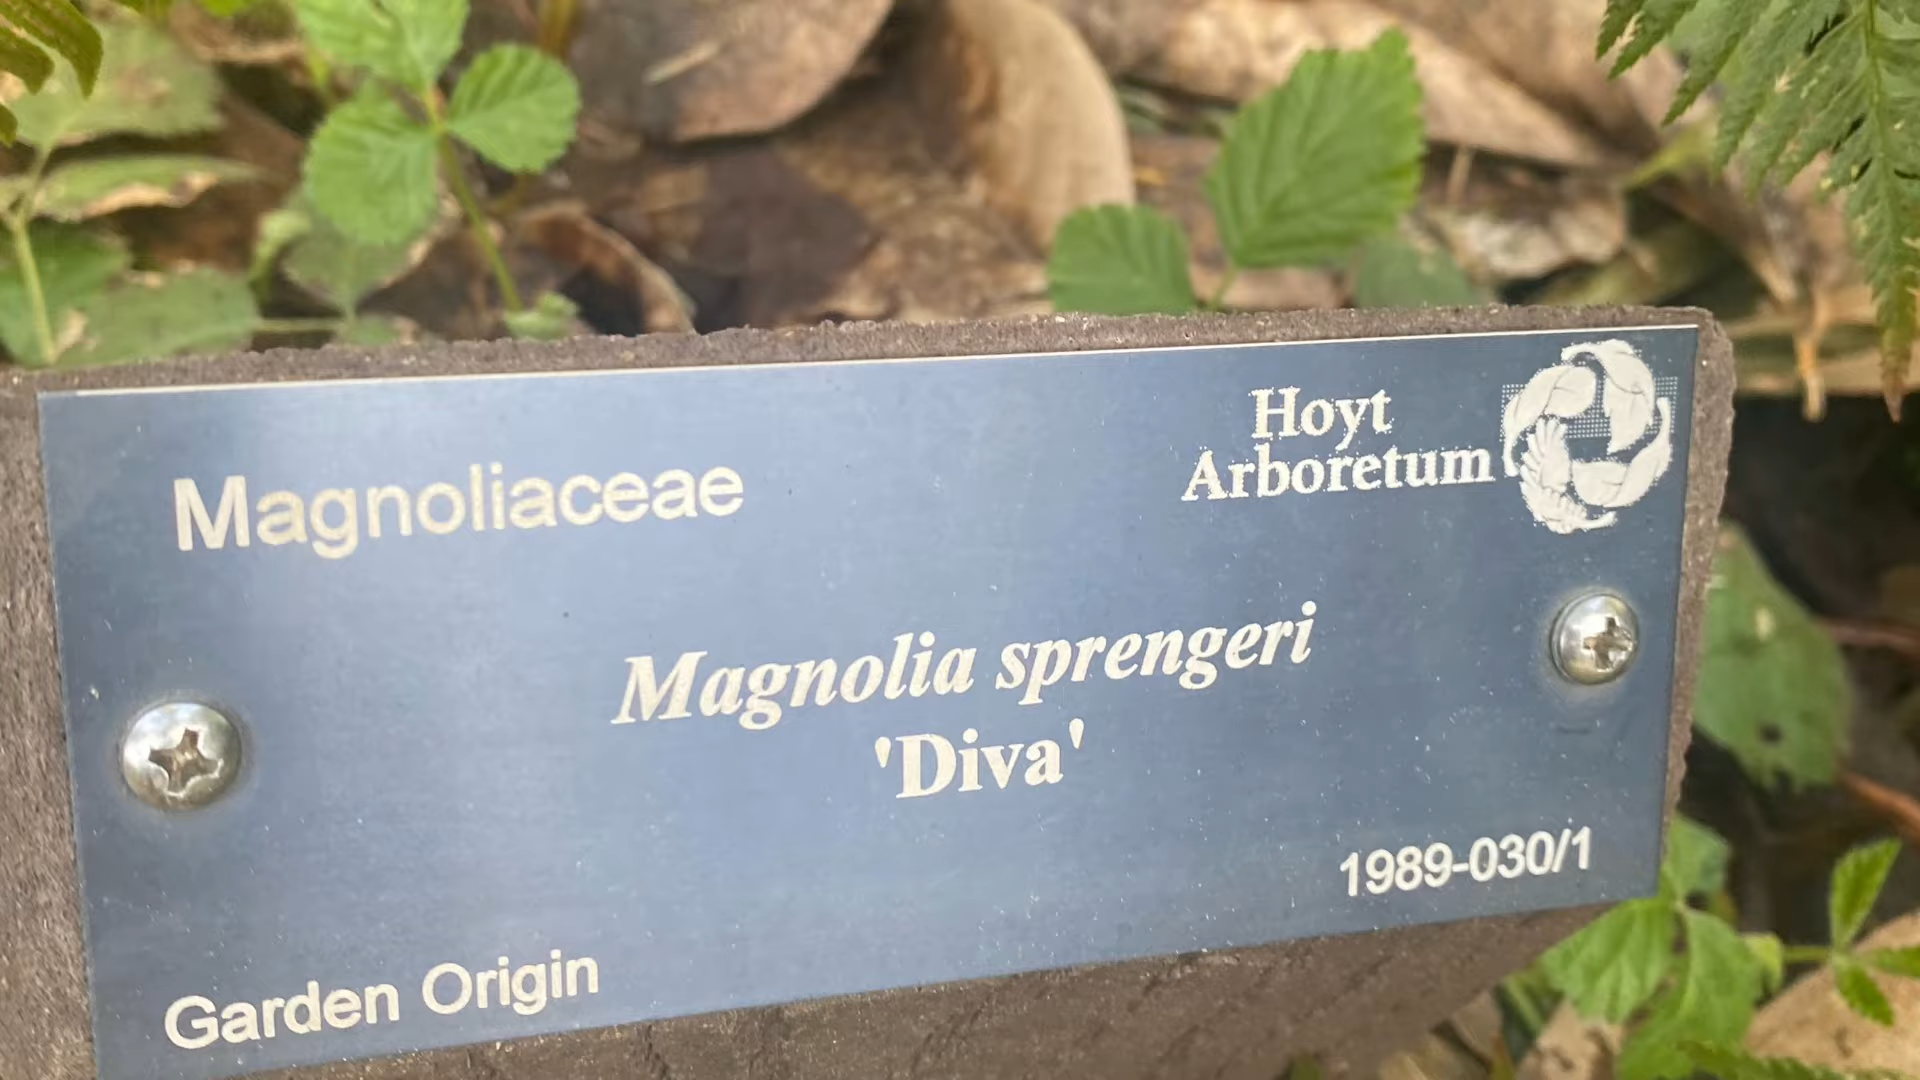 Hoyt
Arboretum
Magnoliaceae
Magnolia sprengeri
'Diva'
1989-030/1
Garden Origin